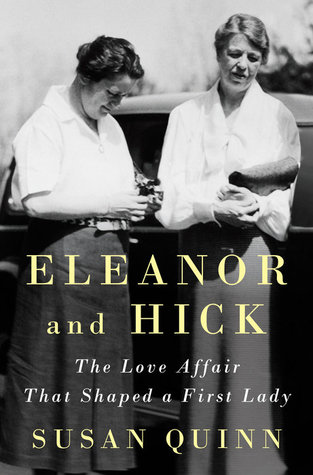 ELEANOR
and HICK
The Love Affair
That Shaped a First Lady
SUSAN QUINN